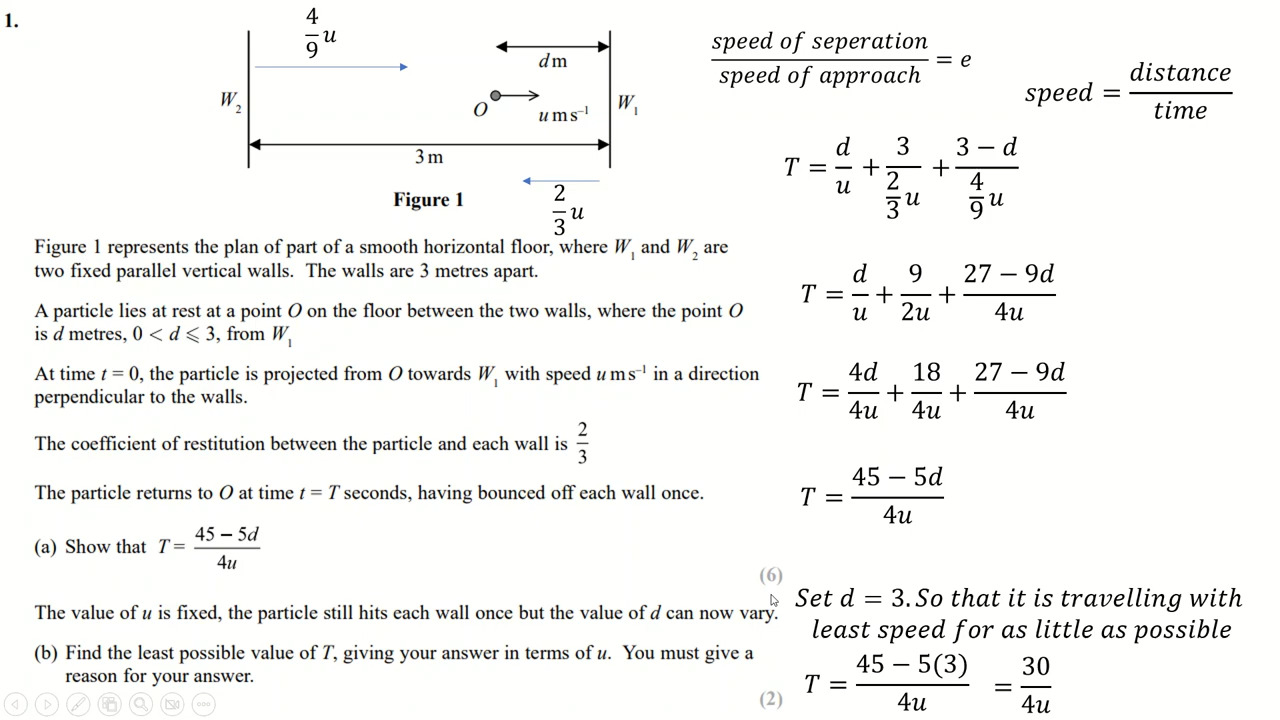 1.
4/9 u
d m
W₂
O
u m s⁻¹
W₁
3 m
Figure 1
2/3 u
Figure 1 represents the plan of part of a smooth horizontal floor, where W₁ and W₂ are
two fixed parallel vertical walls. The walls are 3 metres apart.
A particle lies at rest at a point O on the floor between the two walls, where the point O
is d metres, 0 < d ⩽ 3, from W₁
At time t = 0, the particle is projected from O towards W₁ with speed u m s⁻¹ in a direction
perpendicular to the walls.
The coefficient of restitution between the particle and each wall is 2/3
The particle returns to O at time t = T seconds, having bounced off each wall once.
(a) Show that T = (45 − 5d)/4u
(6)
The value of u is fixed, the particle still hits each wall once but the value of d can now vary.
(b) Find the least possible value of T, giving your answer in terms of u. You must give a
reason for your answer.
(2)
speed of seperation/speed of approach = e
speed = distance/time
T = d/u + 3/(2/3 u) + (3 − d)/(4/9 u)
T = d/u + 9/2u + (27 − 9d)/4u
T = 4d/4u + 18/4u + (27 − 9d)/4u
T = (45 − 5d)/4u
Set d = 3. So that it is travelling with
least speed for as little as possible
T = (45 − 5(3))/4u = 30/4u